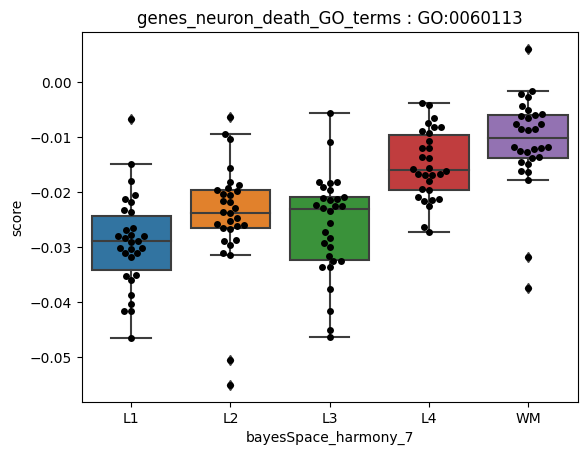 genes_neuron_death_GO_terms : GO:0060113
0.00
−0.01
−0.02
−0.03
−0.04
−0.05
score
L1 L2 L3 L4 WM
bayesSpace_harmony_7